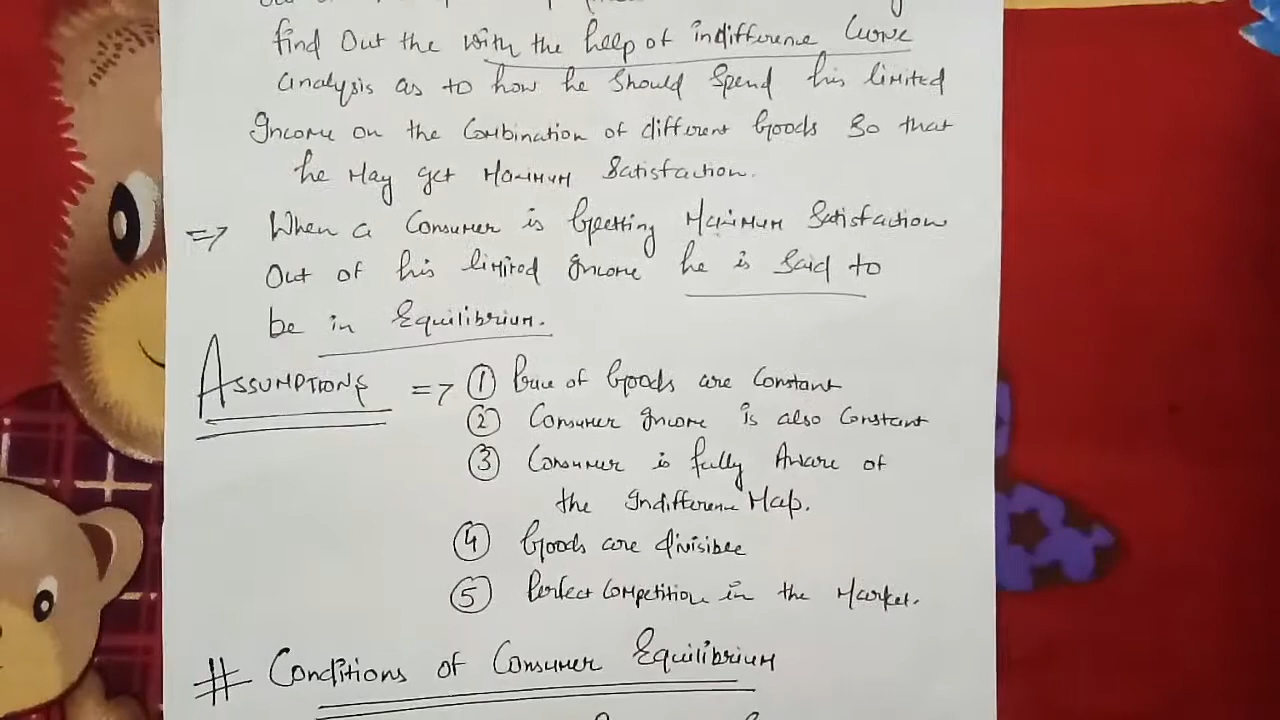 find Out the with the help of indifference Curve
analysis as to how he should Spend his limited
Income on the Combination of different Goods So that
he May get Maximum Satisfaction.
=> When a Consumer is Getting Maximum Satisfaction
Out of his limited Income he is Said to
be in Equilibrium.
ASSUMPTIONS => ① Price of Goods are Constant
② Consumer Income is also Constant
③ Consumer is fully Aware of
the Indifference Map.
④ Goods are divisible
⑤ Perfect Competition in the Market.
# Conditions of Consumer Equilibrium